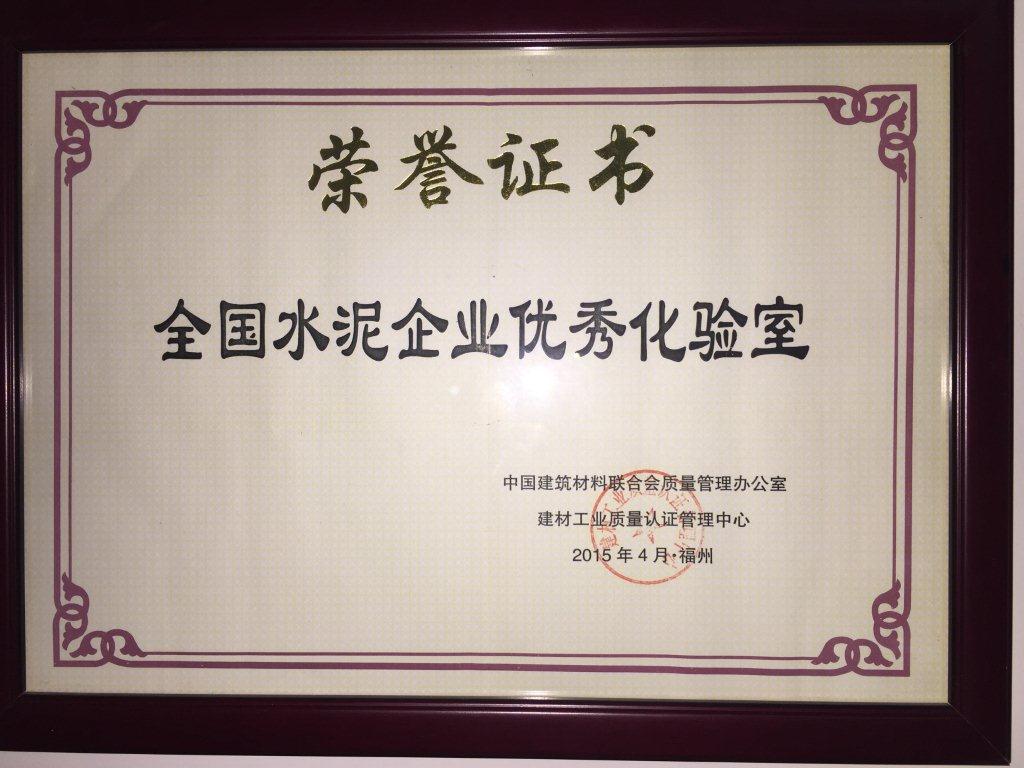 荣誉证书
全国水泥企业优秀化验室
中国建筑材料联合会质量管理办公室
建材工业质量认证管理中心
2015年4月·福州